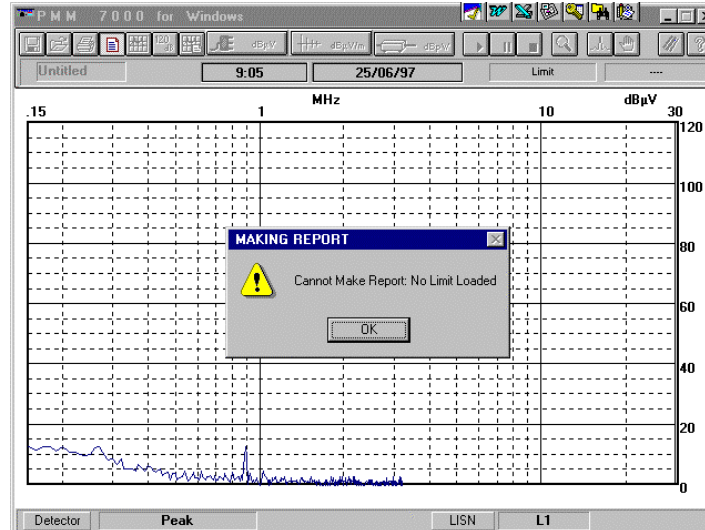 PMM 7000 for Windows
120 dB
dBµV
dBµV/m
dBpW
?
Untitled
9:05
25/06/97
Limit
----
MHz
dBµV
.15
1
10
30
120
100
80
60
40
20
0
MAKING REPORT
Cannot Make Report: No Limit Loaded
OK
Detector
Peak
LISN
L1